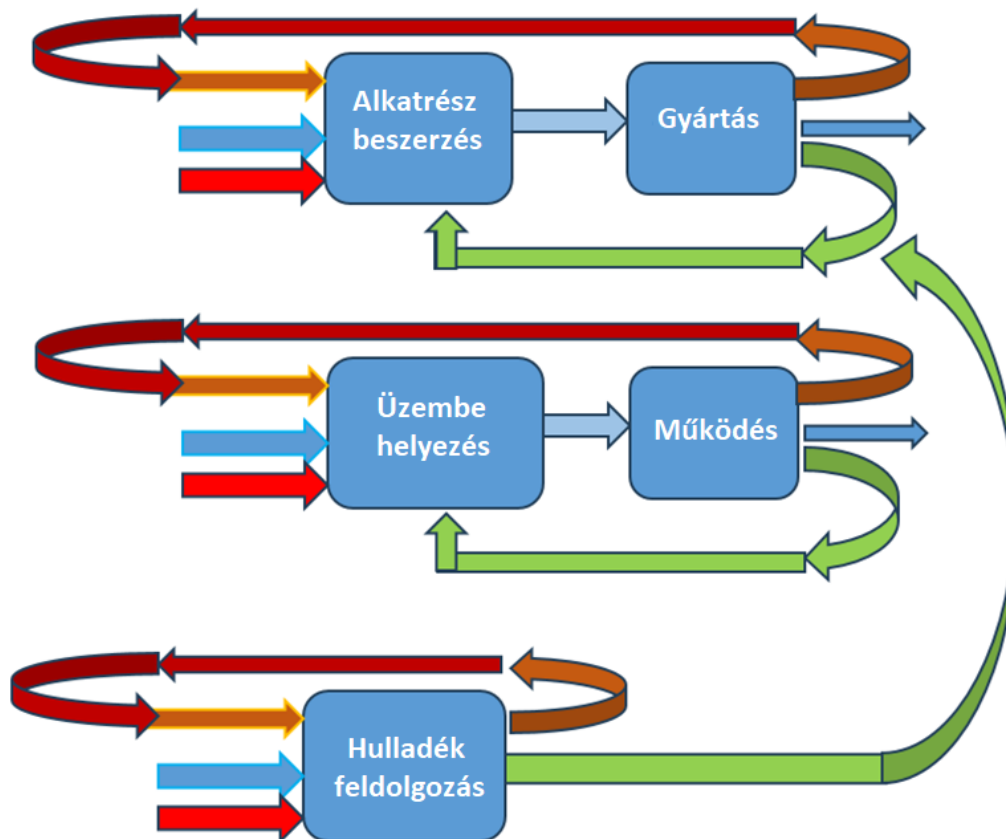 Alkatrész
beszerzés
Gyártás
Üzembe
helyezés
Működés
Hulladék
feldolgozás